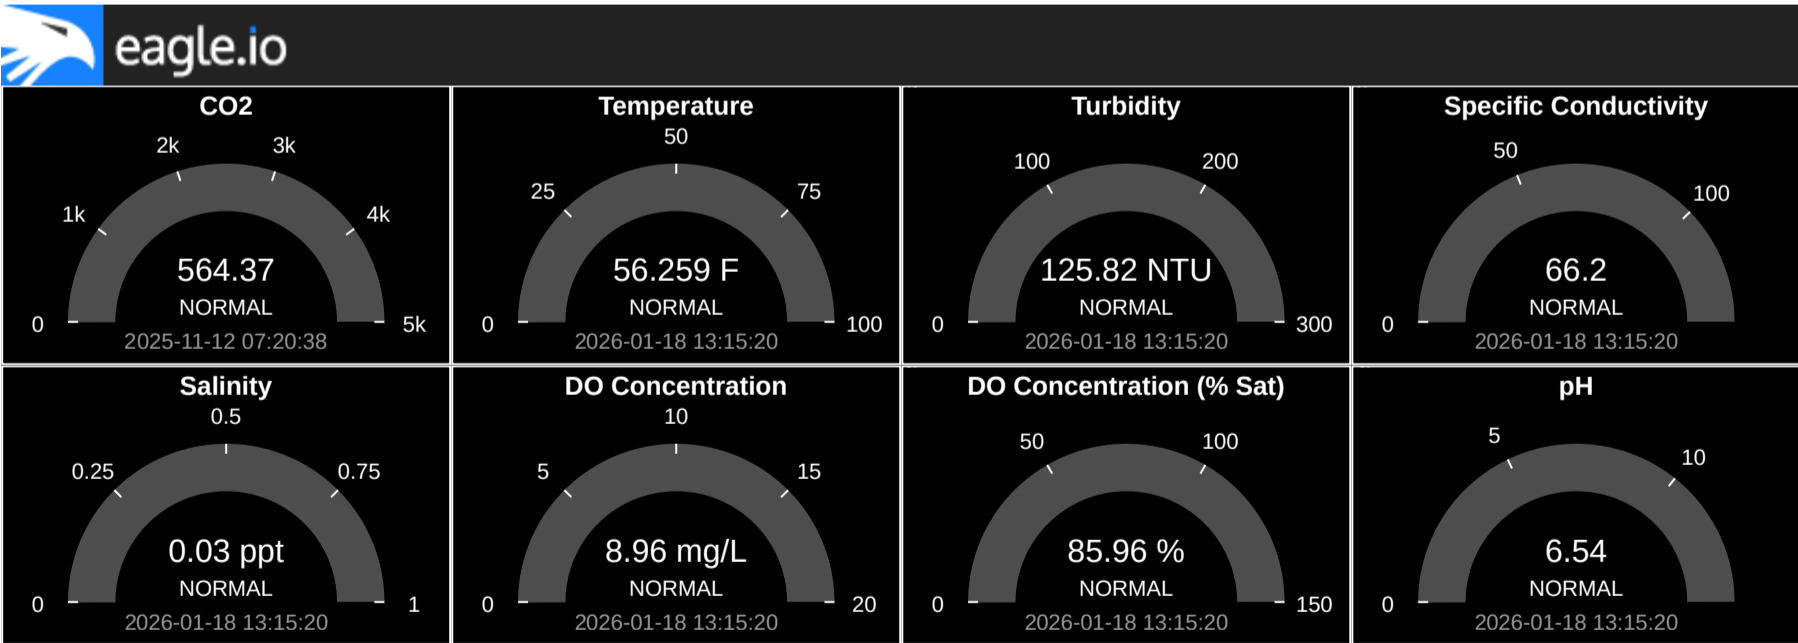 eagle.io
CO2
2k
3k
1k
4k
564.37
NORMAL
0
5k
2025-11-12 07:20:38
Temperature
50
25
75
56.259 F
NORMAL
0
100
2026-01-18 13:15:20
Turbidity
100
200
125.82 NTU
NORMAL
0
300
2026-01-18 13:15:20
Specific Conductivity
50
100
66.2
NORMAL
0
2026-01-18 13:15:20
Salinity
0.5
0.25
0.75
0.03 ppt
NORMAL
0
1
2026-01-18 13:15:20
DO Concentration
10
5
15
8.96 mg/L
NORMAL
0
20
2026-01-18 13:15:20
DO Concentration (% Sat)
50
100
85.96 %
NORMAL
0
150
2026-01-18 13:15:20
pH
5
10
6.54
NORMAL
0
2026-01-18 13:15:20